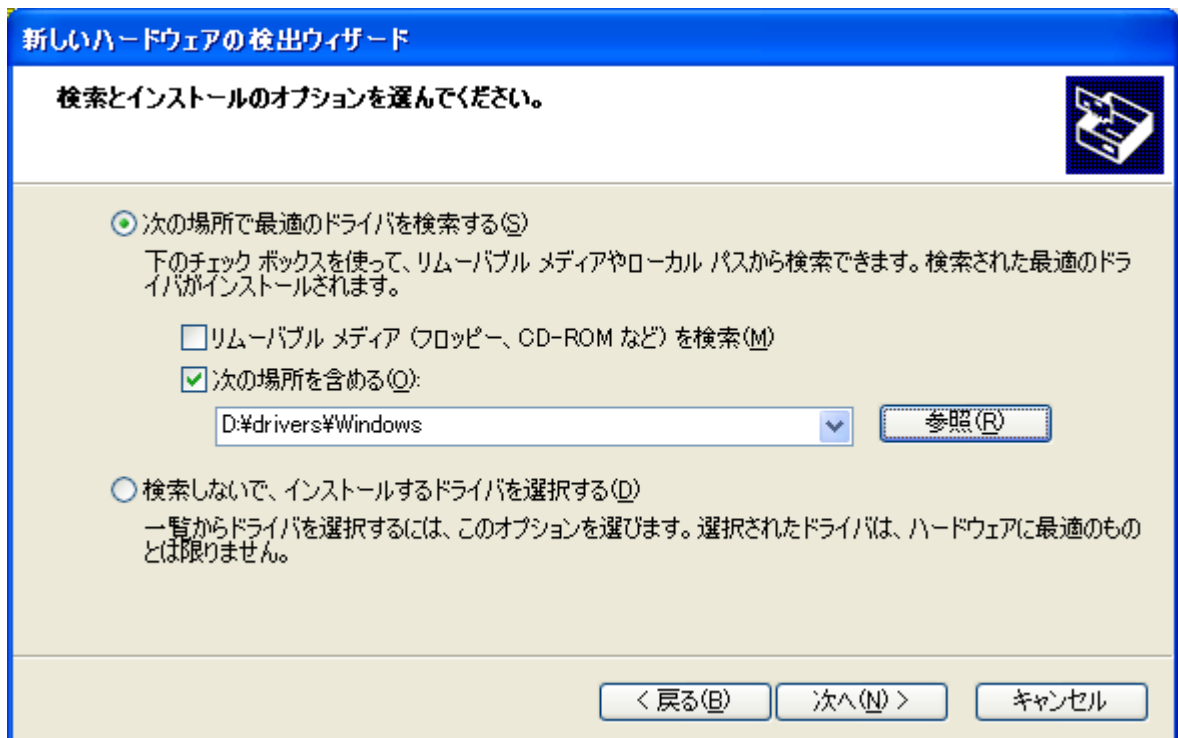 新しいハードウェアの検出ウィザード
検索とインストールのオプションを選んでください。
次の場所で最適のドライバを検索する(S)
下のチェック ボックスを使って、リムーバブル メディアやローカル パスから検索できます。検索された最適のドラ
イバがインストールされます。
リムーバブル メディア (フロッピー、CD-ROM など) を検索(M)
次の場所を含める(O):
D:¥drivers¥Windows
参照(R)
検索しないで、インストールするドライバを選択する(D)
一覧からドライバを選択するには、このオプションを選びます。選択されたドライバは、ハードウェアに最適のもの
とは限りません。
< 戻る(B) 次へ(N) > キャンセル